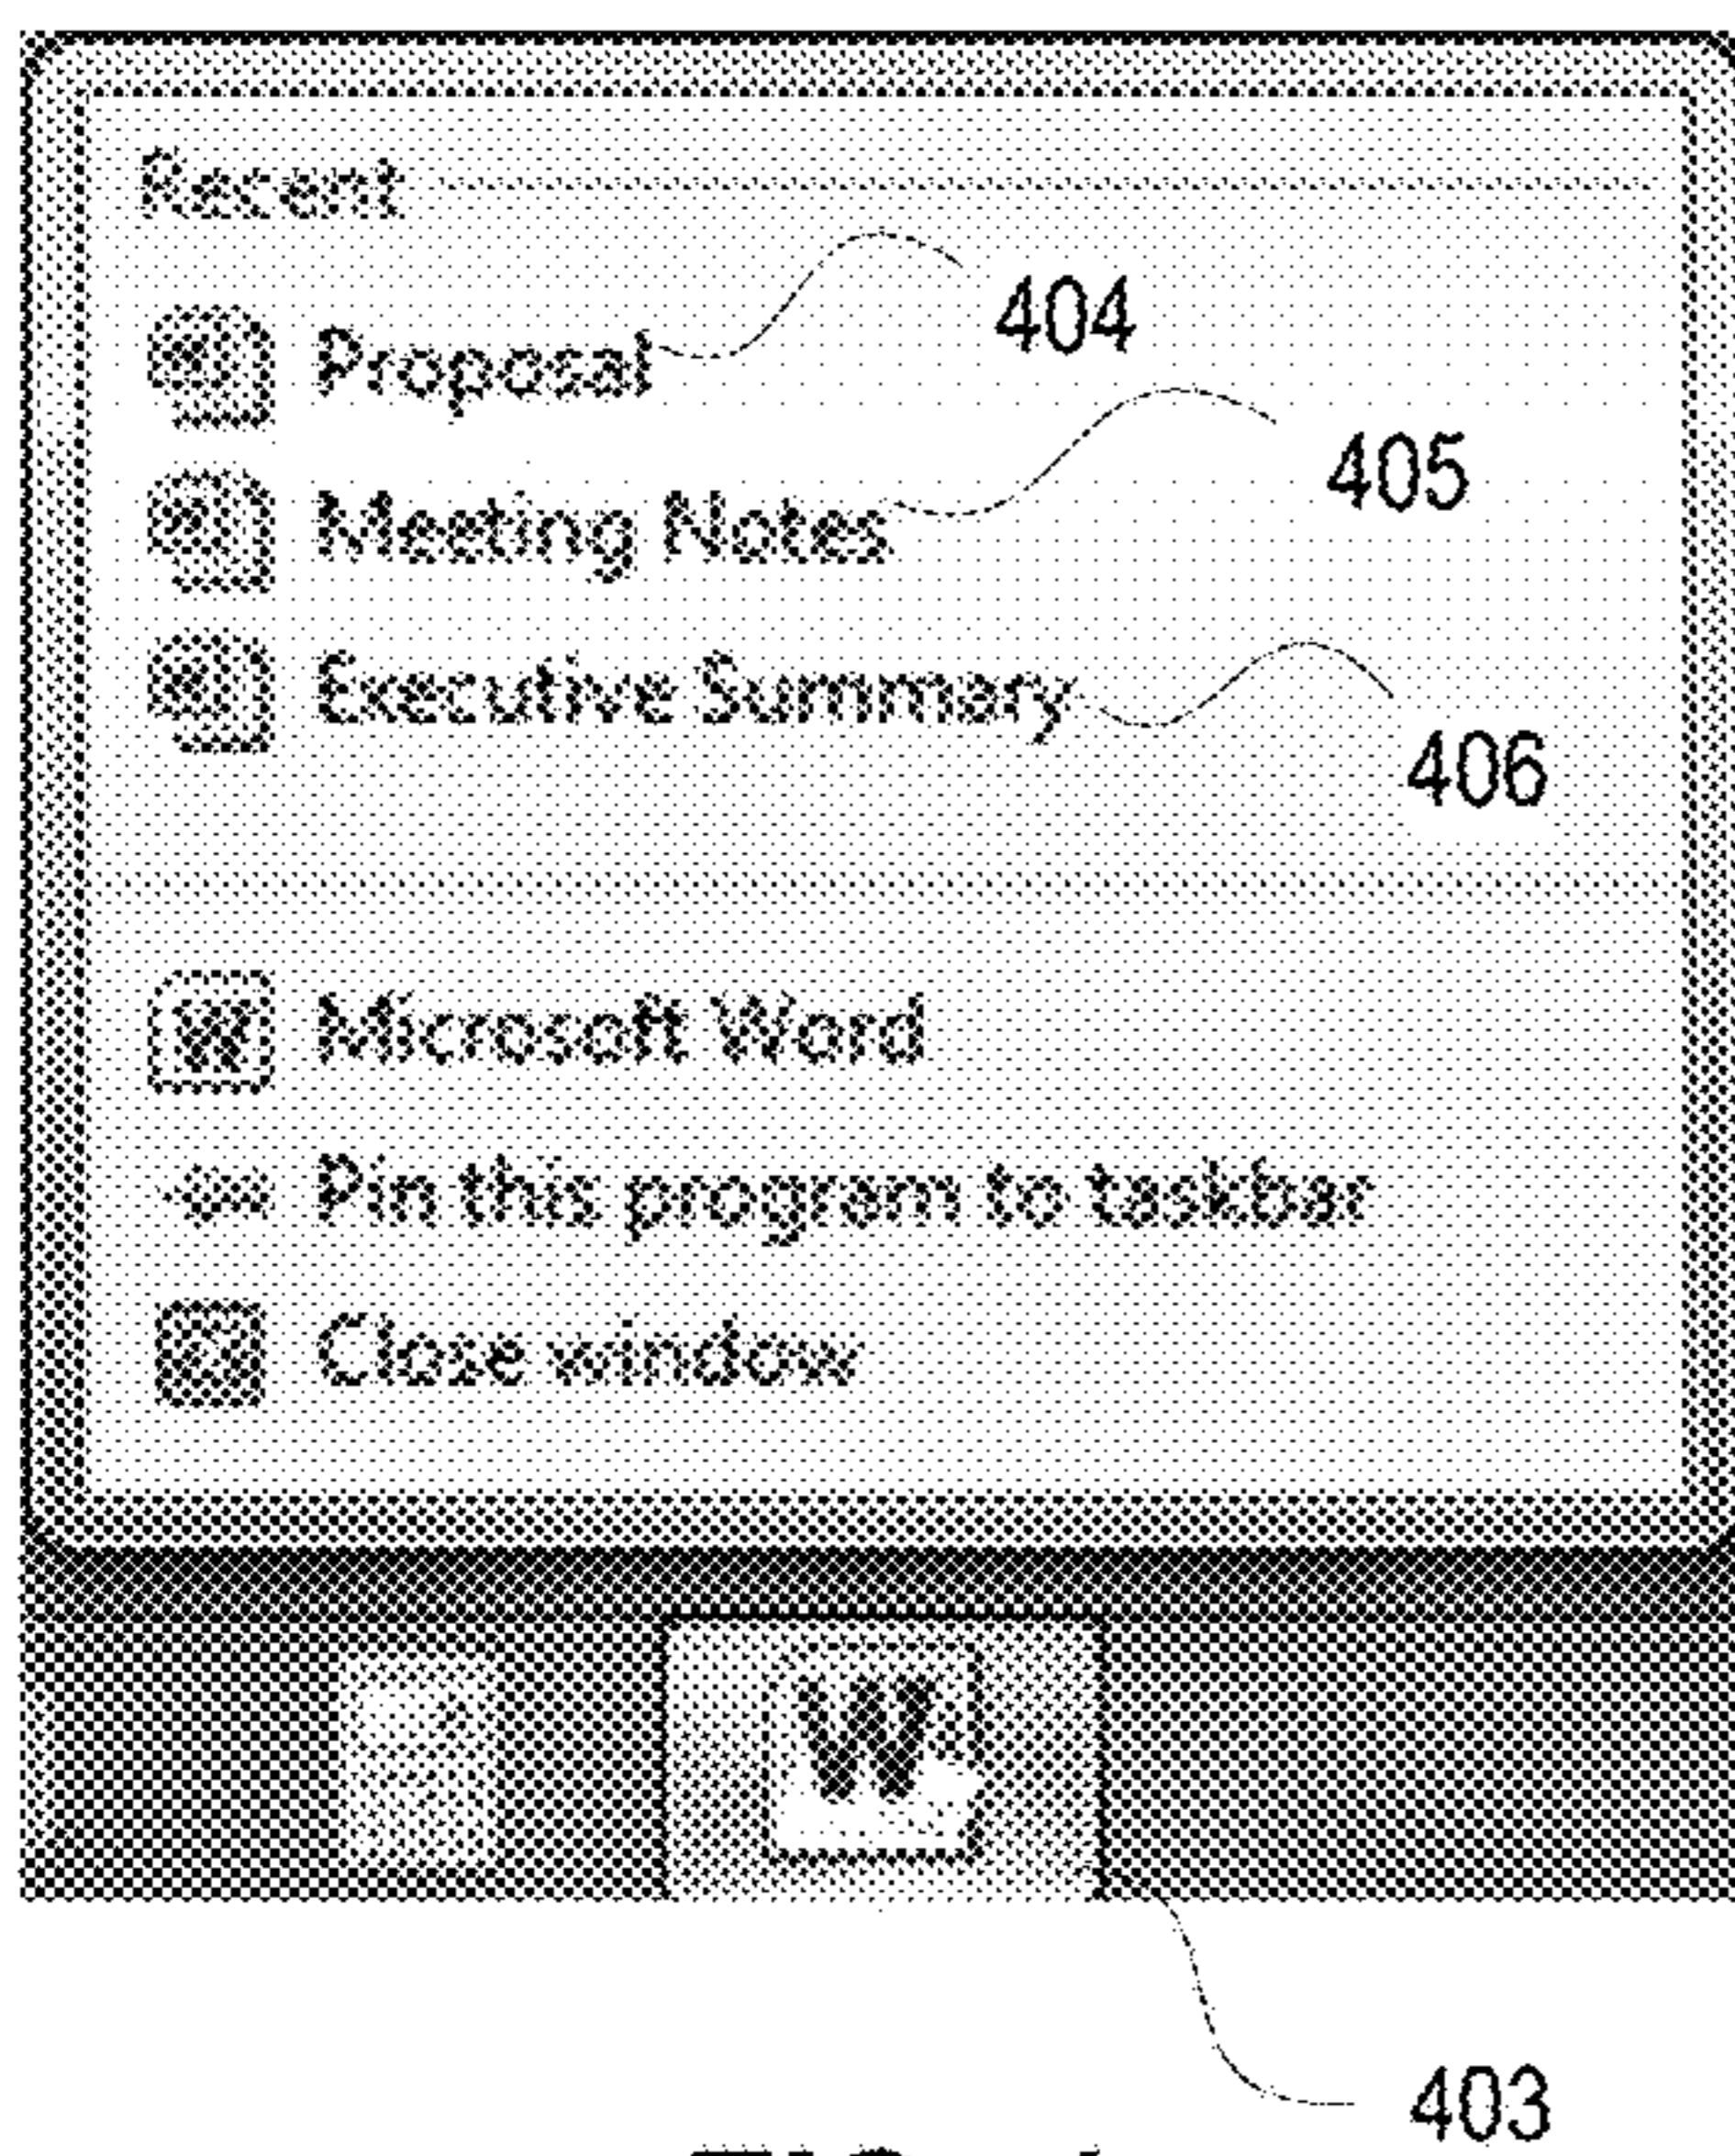 Recent
Proposal 404
Meeting Notes 405
Executive Summary 406
W Microsoft Word
Pin this program to taskbar
Close window
W
403